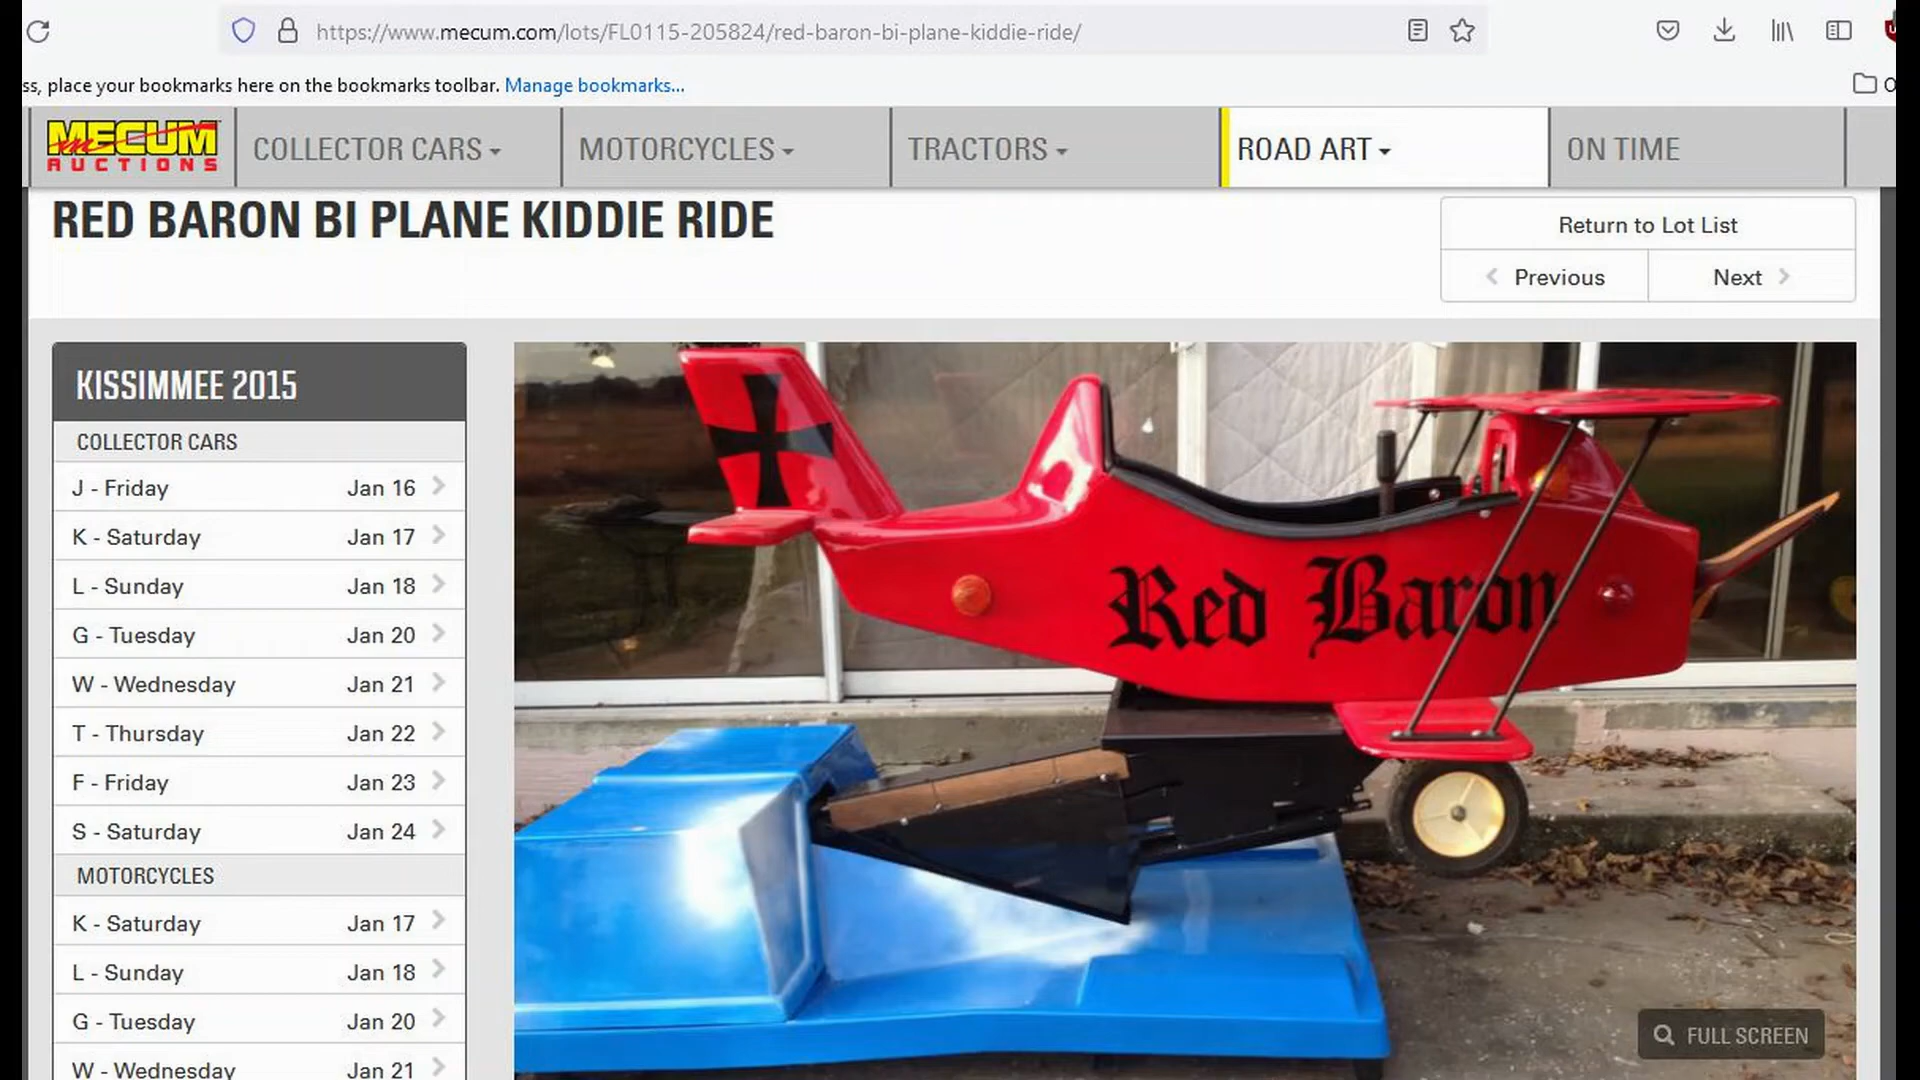 https://www.mecum.com/lots/FL0115-205824/red-baron-bi-plane-kiddie-ride/
ss, place your bookmarks here on the bookmarks toolbar. Manage bookmarks...
MECUM
AUCTIONS
COLLECTOR CARS
MOTORCYCLES
TRACTORS
ROAD ART
ON TIME
RED BARON BI PLANE KIDDIE RIDE
Return to Lot List
Previous
Next
KISSIMMEE 2015
COLLECTOR CARS
J - Friday Jan 16
K - Saturday Jan 17
L - Sunday Jan 18
G - Tuesday Jan 20
W - Wednesday Jan 21
T - Thursday Jan 22
F - Friday Jan 23
S - Saturday Jan 24
MOTORCYCLES
K - Saturday Jan 17
L - Sunday Jan 18
G - Tuesday Jan 20
W - Wednesday Jan 21
Red Baron
FULL SCREEN